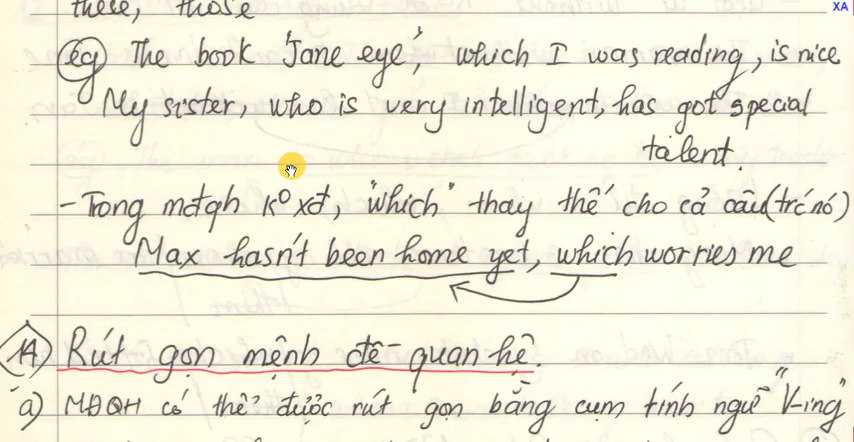 these, those
eg The book 'Jane eye', which I was reading, is nice
My sister, who is very intelligent, has got special
talent.
- Trong mđqh k° xđ, "which" thay thế cho cả câu (trc nó)
Max hasn't been home yet, which worries me
14 Rút gọn mệnh đề quan hệ.
a) MĐQH có thể được rút gọn bằng cụm tính ngữ "V-ing"
XA